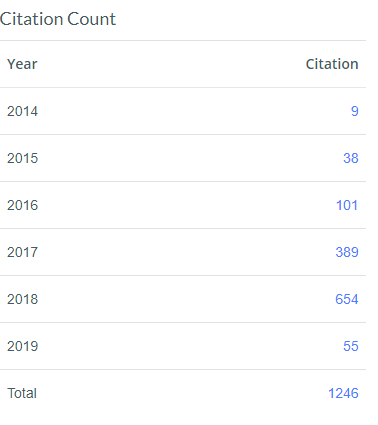 Citation Count
Year Citation
2014 9
2015 38
2016 101
2017 389
2018 654
2019 55
Total 1246